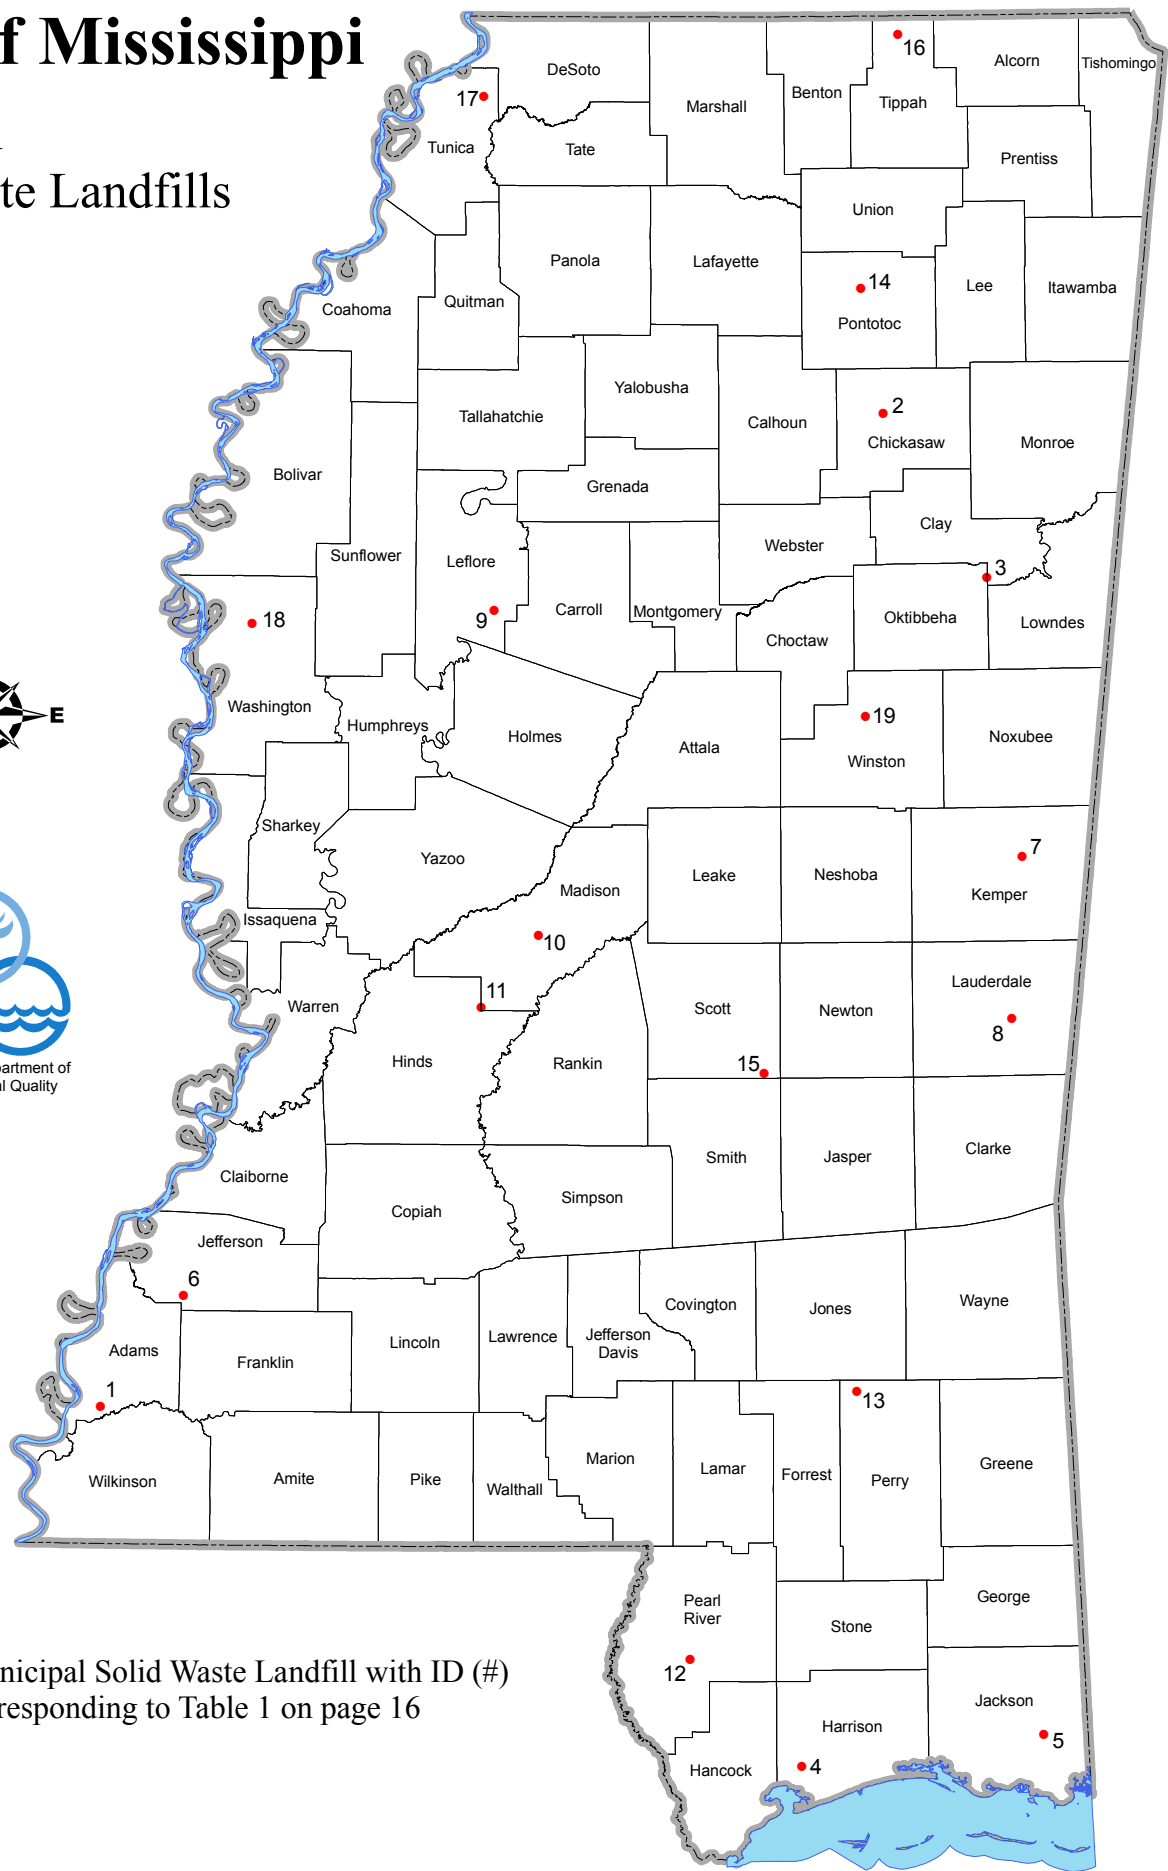 f Mississippi
te Landfills
DeSoto
Marshall
Benton
16
Tippah
Alcorn
Tishomingo
17
Tunica
Tate
Prentiss
Union
Panola
Lafayette
14
Pontotoc
Lee
Itawamba
Coahoma
Quitman
Yalobusha
Tallahatchie
Calhoun
2
Chickasaw
Monroe
Bolivar
Grenada
Clay
Sunflower
Leflore
Webster
3
9
Carroll
Montgomery
Oktibbeha
Lowndes
18
Choctaw
Washington
E
Humphreys
Holmes
Attala
19
Winston
Noxubee
Sharkey
Yazoo
Madison
Leake
Neshoba
7
Kemper
Issaquena
10
11
Warren
Scott
Newton
Lauderdale
8
Hinds
Rankin
15
artment of
al Quality
Claiborne
Smith
Jasper
Clarke
Copiah
Simpson
Jefferson
6
Adams
Franklin
Lincoln
Lawrence
Jefferson
Davis
Covington
Jones
Wayne
1
13
Wilkinson
Amite
Pike
Walthall
Marion
Lamar
Forrest
Perry
Greene
Pearl
River
Stone
George
12
nicipal Solid Waste Landfill with ID (#)
responding to Table 1 on page 16
Jackson
5
Harrison
Hancock
4